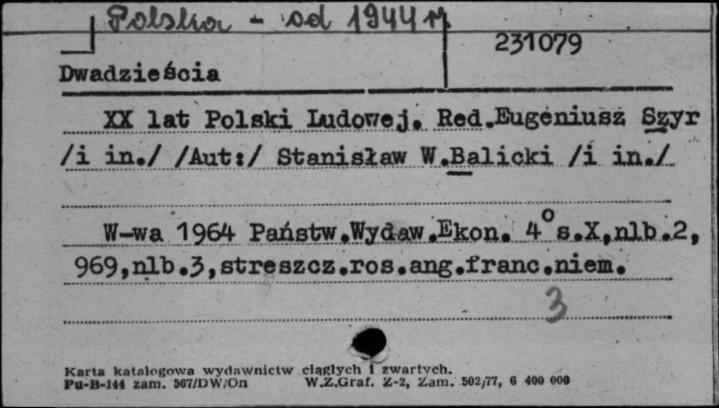 Polska - od 1944 r.
231079
Dwadzieścia
XX lat Polski Ludowej. Red.Eugeniusz Szyr
/i in./ /Aut:/ Stanisław W.Balicki /i in./
W-wa 1964 Państw.Wydaw.Ekon. 4° s.X,nlb.2,
969,nlb.3,streszcz.ros.ang.franc.niem.
3
Karta katalogowa wydawnictw ciągłych i zwartych.
Pu-B-144 zam. 367/DW/On W.Z.Graf. Z-2, Zam. 502/77, 6 400 000